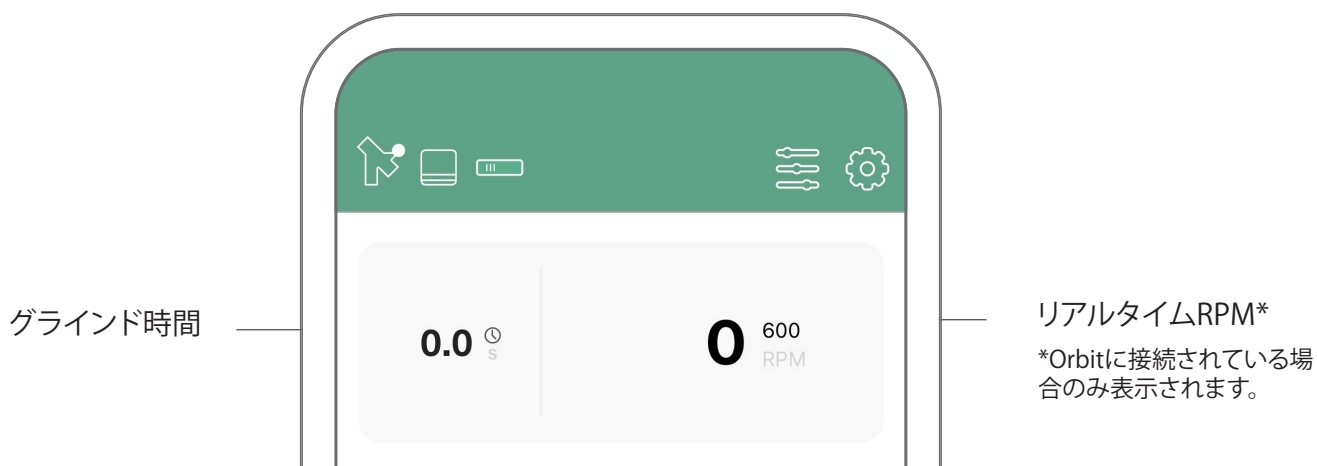 グラインド時間
0.0 s
0 600
RPM
リアルタイムRPM*
*Orbitに接続されている場
合のみ表示されます。